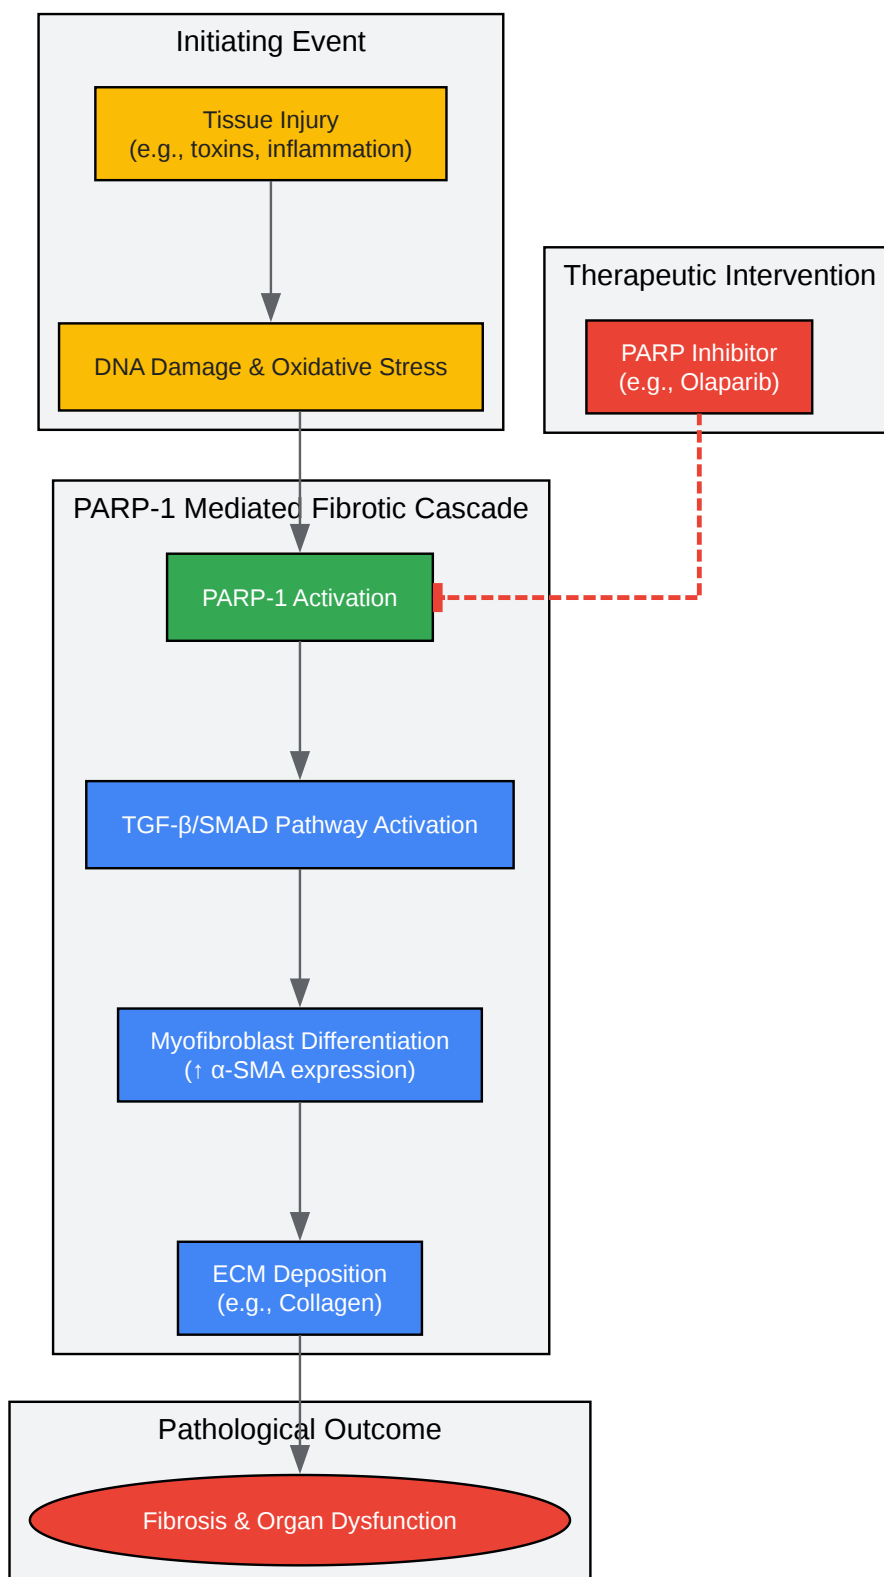 Initiating Event
Tissue Injury
(e.g., toxins, inflammation)
DNA Damage & Oxidative Stress
Therapeutic Intervention
PARP Inhibitor
(e.g., Olaparib)
PARP-1 Mediated Fibrotic Cascade
PARP-1 Activation
TGF-β/SMAD Pathway Activation
Myofibroblast Differentiation
(↑ α-SMA expression)
ECM Deposition
(e.g., Collagen)
Pathological Outcome
Fibrosis & Organ Dysfunction